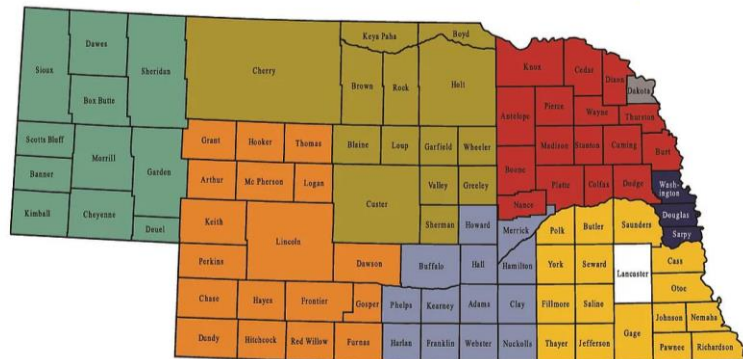 Keya Paha
Boyd
Dawes
Sioux
Sheridan
Cherry
Knox
Cedar
Dixon
Dakota
Brown
Rock
Holt
Box Butte
Antelope
Pierce
Wayne
Thurston
Scotts Bluff
Grant
Hooker
Thomas
Blaine
Loup
Garfield
Wheeler
Madison
Stanton
Cuming
Burt
Morrill
Garden
Banner
Arthur
Mc Pherson
Logan
Custer
Valley
Greeley
Boone
Platte
Colfax
Dodge
Wash-
ington
Kimball
Cheyenne
Deuel
Keith
Lincoln
Sherman
Howard
Nance
Merrick
Polk
Butler
Saunders
Douglas
Sarpy
Perkins
Dawson
Buffalo
Hall
Hamilton
York
Seward
Lancaster
Cass
Otoe
Chase
Hayes
Frontier
Gosper
Phelps
Kearney
Adams
Clay
Fillmore
Saline
Johnson
Nemaha
Dundy
Hitchcock
Red Willow
Furnas
Harlan
Franklin
Webster
Nuckolls
Thayer
Jefferson
Gage
Pawnee
Richardson